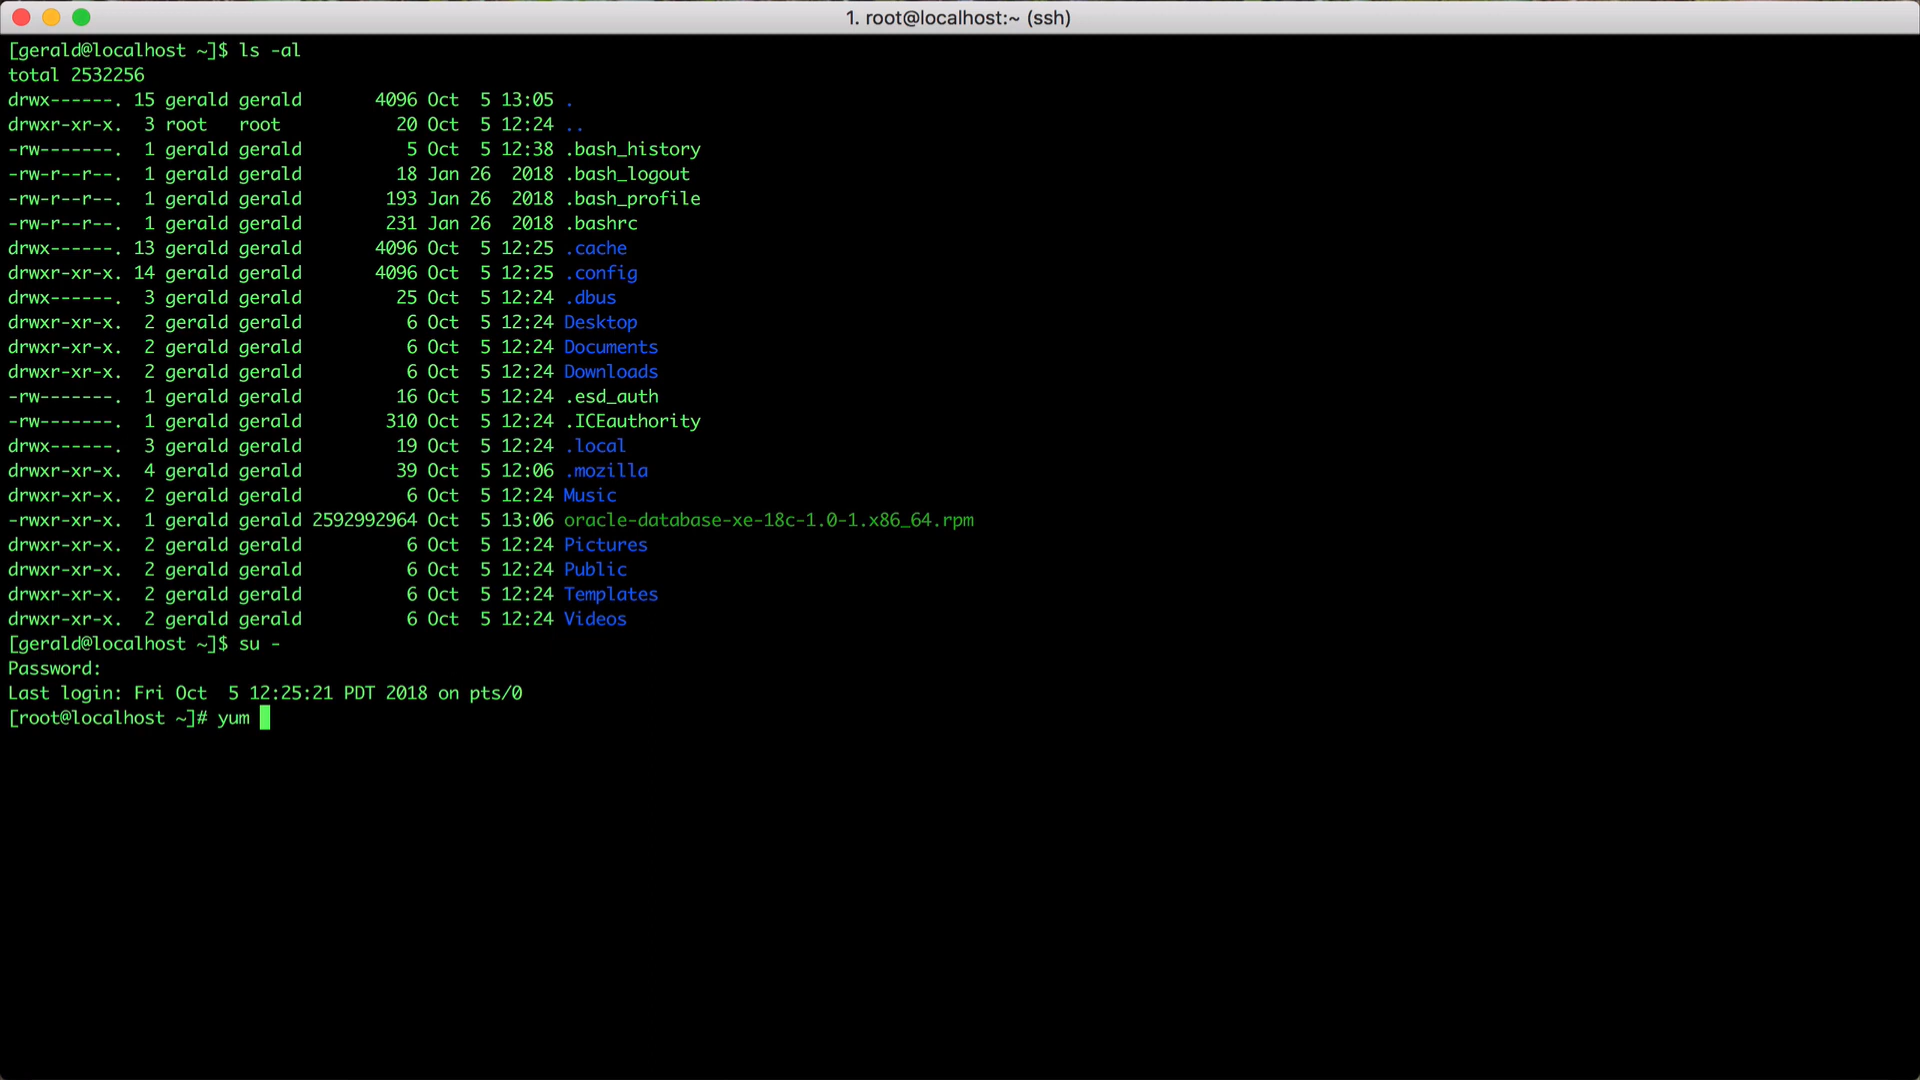 1. root@localhost:~ (ssh)
[gerald@localhost ~]$ ls -al
total 2532256
drwx------. 15 gerald gerald       4096 Oct  5 13:05 .
drwxr-xr-x.  3 root   root           20 Oct  5 12:24 ..
-rw-------.  1 gerald gerald          5 Oct  5 12:38 .bash_history
-rw-r--r--.  1 gerald gerald         18 Jan 26  2018 .bash_logout
-rw-r--r--.  1 gerald gerald        193 Jan 26  2018 .bash_profile
-rw-r--r--.  1 gerald gerald        231 Jan 26  2018 .bashrc
drwx------. 13 gerald gerald       4096 Oct  5 12:25 .cache
drwxr-xr-x. 14 gerald gerald       4096 Oct  5 12:25 .config
drwx------.  3 gerald gerald         25 Oct  5 12:24 .dbus
drwxr-xr-x.  2 gerald gerald          6 Oct  5 12:24 Desktop
drwxr-xr-x.  2 gerald gerald          6 Oct  5 12:24 Documents
drwxr-xr-x.  2 gerald gerald          6 Oct  5 12:24 Downloads
-rw-------.  1 gerald gerald         16 Oct  5 12:24 .esd_auth
-rw-------.  1 gerald gerald        310 Oct  5 12:24 .ICEauthority
drwx------.  3 gerald gerald         19 Oct  5 12:24 .local
drwxr-xr-x.  4 gerald gerald         39 Oct  5 12:06 .mozilla
drwxr-xr-x.  2 gerald gerald          6 Oct  5 12:24 Music
-rwxr-xr-x.  1 gerald gerald 2592992964 Oct  5 13:06 oracle-database-xe-18c-1.0-1.x86_64.rpm
drwxr-xr-x.  2 gerald gerald          6 Oct  5 12:24 Pictures
drwxr-xr-x.  2 gerald gerald          6 Oct  5 12:24 Public
drwxr-xr-x.  2 gerald gerald          6 Oct  5 12:24 Templates
drwxr-xr-x.  2 gerald gerald          6 Oct  5 12:24 Videos
[gerald@localhost ~]$ su -
Password:
Last login: Fri Oct  5 12:25:21 PDT 2018 on pts/0
[root@localhost ~]# yum